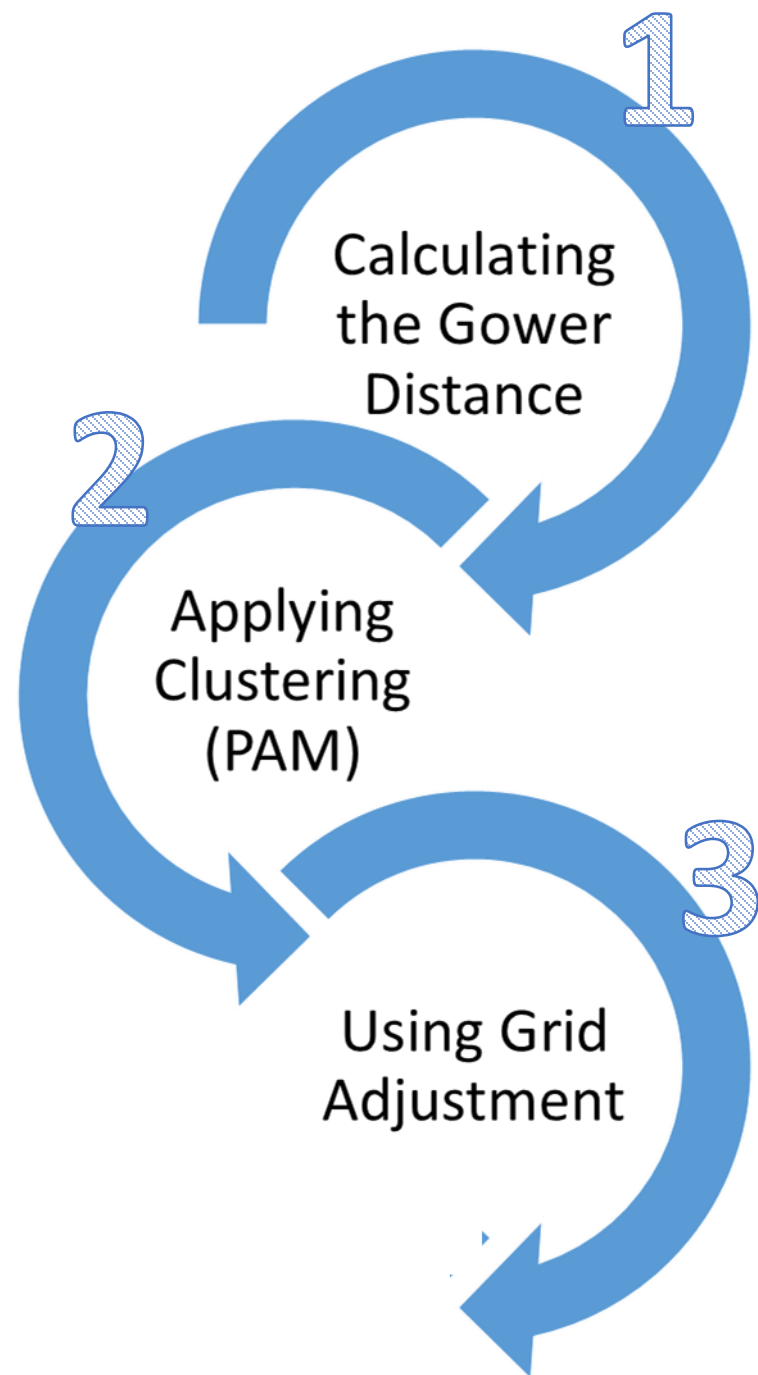 1
Calculating
the Gower
Distance
2
Applying
Clustering
(PAM)
3
Using Grid
Adjustment